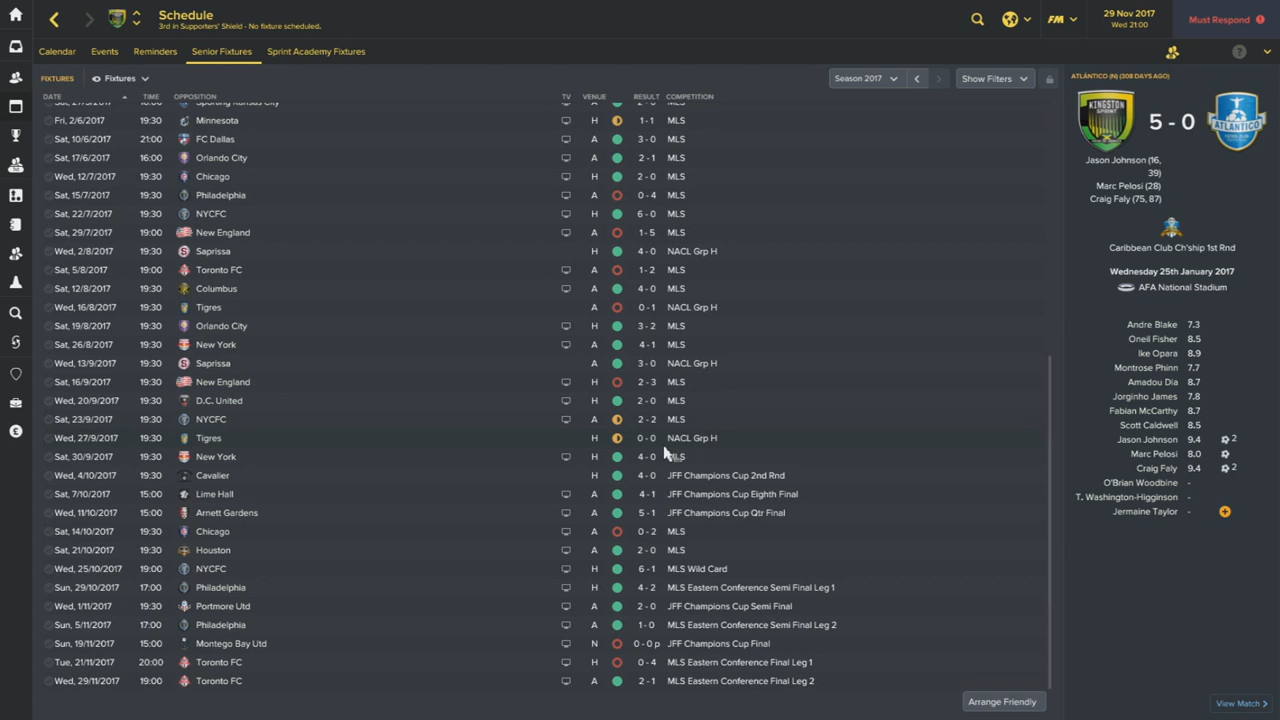 Schedule
3rd in Supporters' Shield - No fixture scheduled.
FM
29 Nov 2017
Wed 21:00
Must Respond
Calendar Events Reminders Senior Fixtures Sprint Academy Fixtures
FIXTURES Fixtures Season 2017 Show Filters
DATE TIME OPPOSITION TV VENUE RESULT COMPETITION
Sporting Kansas City A MLS
Fri, 2/6/2017 19:30 Minnesota H 1-1 MLS
Sat, 10/6/2017 21:00 FC Dallas A 3 - 0 MLS
Sat, 17/6/2017 16:00 Orlando City A 2 - 1 MLS
Wed, 12/7/2017 19:30 Chicago H 2 - 0 MLS
Sat, 15/7/2017 19:30 Philadelphia A 0 - 4 MLS
Sat, 22/7/2017 19:30 NYCFC H 6 - 0 MLS
Sat, 29/7/2017 19:00 New England A 1 - 5 MLS
Wed, 2/8/2017 19:30 Saprissa H 4 - 0 NACL Grp H
Sat, 5/8/2017 19:00 Toronto FC A 1 - 2 MLS
Sat, 12/8/2017 19:30 Columbus A 4 - 0 MLS
Wed, 16/8/2017 19:30 Tigres A 0 - 1 NACL Grp H
Sat, 19/8/2017 19:30 Orlando City H 3 - 2 MLS
Sat, 26/8/2017 19:30 New York A 4 - 1 MLS
Wed, 13/9/2017 19:30 Saprissa A 3 - 0 NACL Grp H
Sat, 16/9/2017 19:30 New England H 2 - 3 MLS
Wed, 20/9/2017 19:30 D.C. United H 2 - 0 MLS
Sat, 23/9/2017 19:30 NYCFC A 2 - 2 MLS
Wed, 27/9/2017 19:30 Tigres H 0 - 0 NACL Grp H
Sat, 30/9/2017 19:30 New York H 4 - 0 MLS
Wed, 4/10/2017 19:30 Cavalier H 4 - 0 JFF Champions Cup 2nd Rnd
Sat, 7/10/2017 15:00 Lime Hall A 4 - 1 JFF Champions Cup Eighth Final
Wed, 11/10/2017 15:00 Arnett Gardens A 5 - 1 JFF Champions Cup Qtr Final
Sat, 14/10/2017 19:30 Chicago A 0 - 2 MLS
Sat, 21/10/2017 19:30 Houston A 2 - 0 MLS
Wed, 25/10/2017 19:00 NYCFC H 6 - 1 MLS Wild Card
Sun, 29/10/2017 17:00 Philadelphia H 4 - 2 MLS Eastern Conference Semi Final Leg 1
Wed, 1/11/2017 19:30 Portmore Utd A 2 - 0 JFF Champions Cup Semi Final
Sun, 5/11/2017 17:00 Philadelphia A 1 - 0 MLS Eastern Conference Semi Final Leg 2
Sun, 19/11/2017 15:00 Montego Bay Utd N 0 - 0 p JFF Champions Cup Final
Tue, 21/11/2017 20:00 Toronto FC H 0 - 4 MLS Eastern Conference Final Leg 1
Wed, 29/11/2017 19:00 Toronto FC A 2 - 1 MLS Eastern Conference Final Leg 2
Arrange Friendly
ATLÁNTICO (N) (308 DAYS AGO)
KINGSTON SPRINT 5 - 0 ATLANTICO
Jason Johnson (16, 39)
Marc Pelosi (28)
Craig Faly (75, 87)
Caribbean Club Ch'ship 1st Rnd
Wednesday 25th January 2017
AFA National Stadium
Andre Blake 7.3
Oneil Fisher 8.5
Ike Opara 8.9
Montrose Phinn 7.7
Amadou Dia 8.7
Jorginho James 7.8
Fabian McCarthy 8.7
Scott Caldwell 8.5
Jason Johnson 9.4 2
Marc Pelosi 8.0
Craig Faly 9.4 2
O'Brian Woodbine -
T. Washington-Higginson -
Jermaine Taylor -
View Match